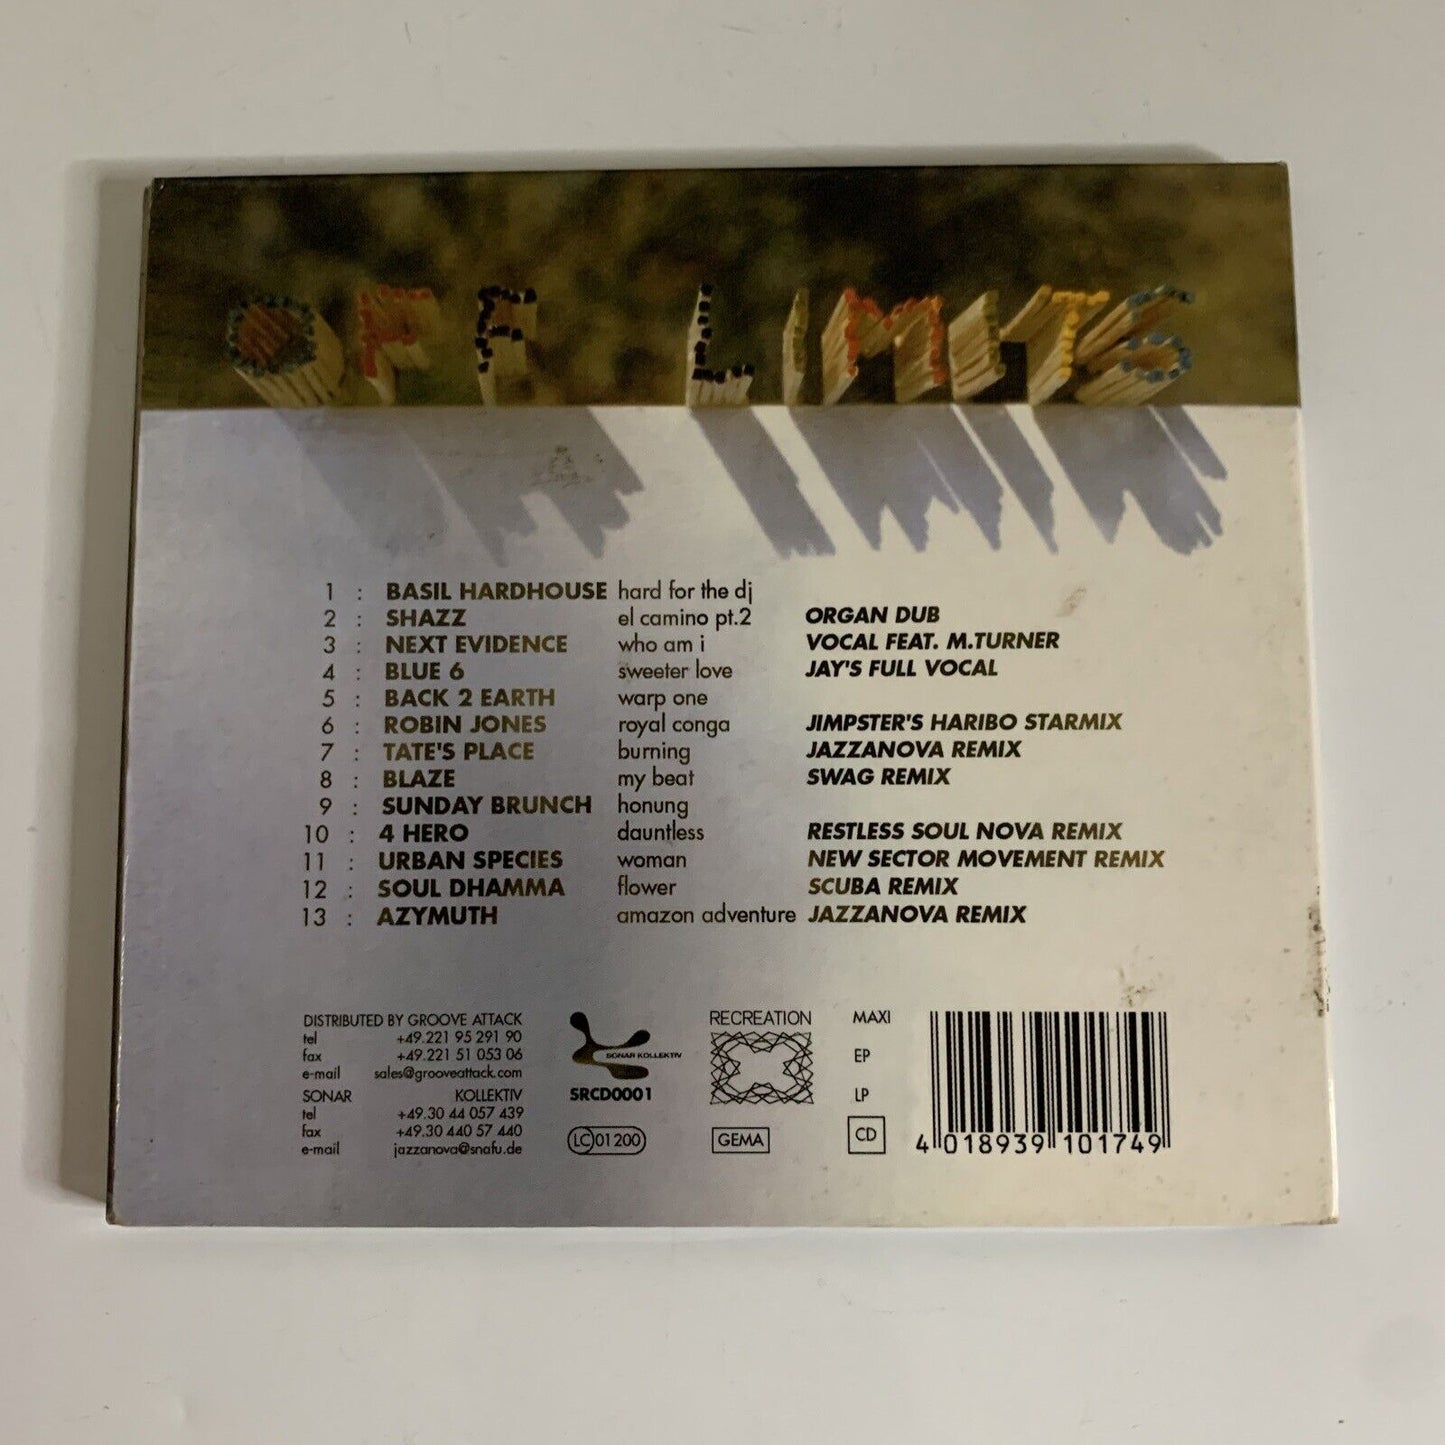 OFF LIMITS
1 : BASIL HARDHOUSE hard for the dj
2 : SHAZZ el camino pt.2 ORGAN DUB
3 : NEXT EVIDENCE who am i VOCAL FEAT. M.TURNER
4 : BLUE 6 sweeter love JAY'S FULL VOCAL
5 : BACK 2 EARTH warp one
6 : ROBIN JONES royal conga JIMPSTER'S HARIBO STARMIX
7 : TATE'S PLACE burning JAZZANOVA REMIX
8 : BLAZE my beat SWAG REMIX
9 : SUNDAY BRUNCH honung
10 : 4 HERO dauntless RESTLESS SOUL NOVA REMIX
11 : URBAN SPECIES woman NEW SECTOR MOVEMENT REMIX
12 : SOUL DHAMMA flower SCUBA REMIX
13 : AZYMUTH amazon adventure JAZZANOVA REMIX
DISTRIBUTED BY GROOVE ATTACK
tel +49.221 95 291 90
fax +49.221 51 053 06
e-mail sales@grooveattack.com
SONAR KOLLEKTIV
tel +49.30 44 057 439
fax +49.30 440 57 440
e-mail jazzanova@snafu.de
SONAR KOLLEKTIV
SRCD0001
LC 01200
RECREATION
GEMA
MAXI
EP
LP
CD
4 018939 101749